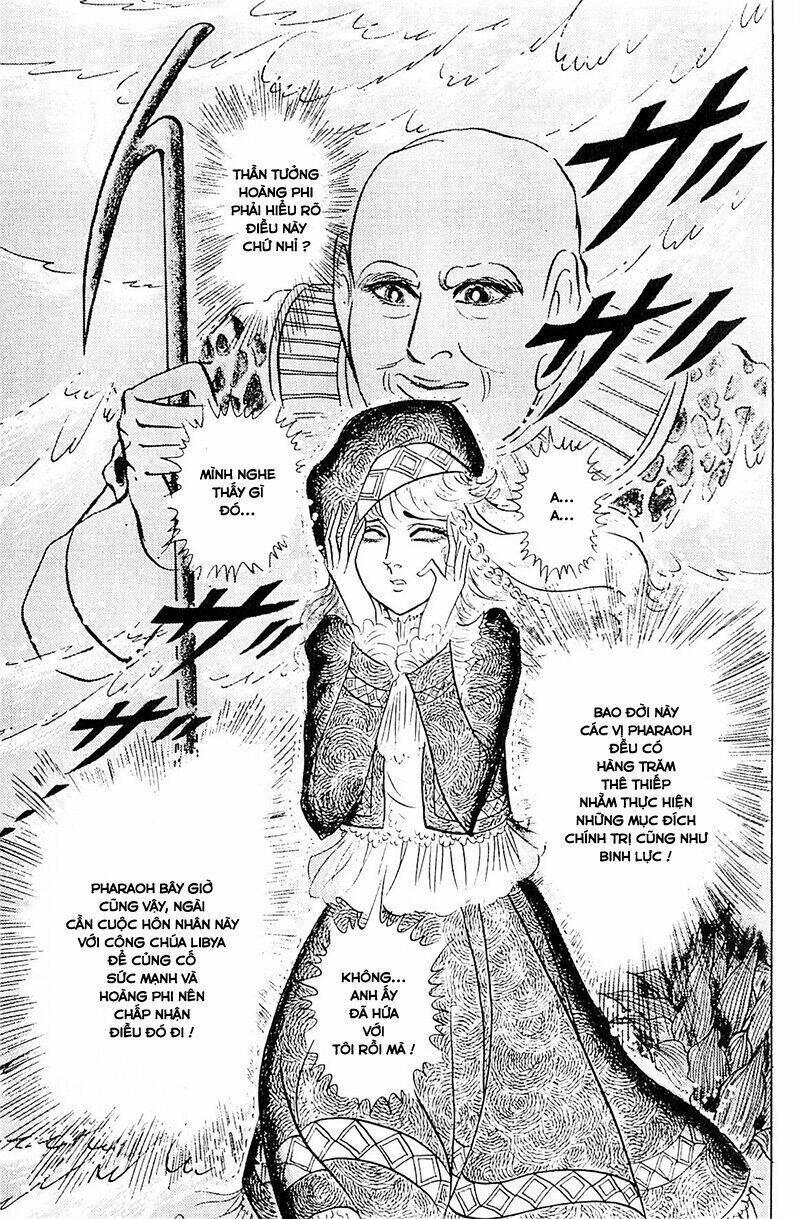 ザッ
ザッ
THẦN TƯỞNG
HOÀNG PHI
PHẢI HIỂU RÕ
ĐIỀU NÀY
CHỨ NHỈ ?
A...
A...
MÌNH NGHE
THẤY GÌ
ĐÓ...
ザッ
ザッ
BAO ĐỜI NAY
CÁC VỊ PHARAOH
ĐỀU CÓ
HÀNG TRĂM
THÊ THIẾP
NHẰM THỰC HIỆN
NHỮNG MỤC ĐÍCH
CHÍNH TRỊ CŨNG NHƯ
BINH LỰC !
PHARAOH BÂY GIỜ
CŨNG VẬY, NGÀI
CẦN CUỘC HÔN NHÂN NÀY
VỚI CÔNG CHÚA LIBYA
ĐỂ CỦNG CỐ
SỨC MẠNH VÀ
HOÀNG PHI NÊN
CHẤP NHẬN
ĐIỀU ĐÓ ĐI !
KHÔNG...
ANH ẤY
ĐÃ HỨA
VỚI
TÔI RỒI MÀ !